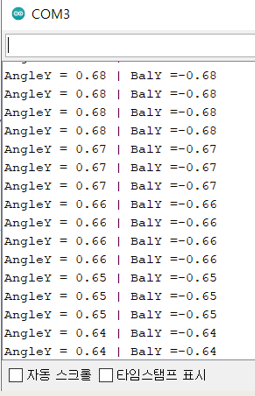 COM3
AngleY = 0.68 | BalY =-0.68
AngleY = 0.68 | BalY =-0.68
AngleY = 0.68 | BalY =-0.68
AngleY = 0.68 | BalY =-0.68
AngleY = 0.67 | BalY =-0.67
AngleY = 0.67 | BalY =-0.67
AngleY = 0.67 | BalY =-0.67
AngleY = 0.66 | BalY =-0.66
AngleY = 0.66 | BalY =-0.66
AngleY = 0.66 | BalY =-0.66
AngleY = 0.66 | BalY =-0.66
AngleY = 0.65 | BalY =-0.65
AngleY = 0.65 | BalY =-0.65
AngleY = 0.65 | BalY =-0.65
AngleY = 0.64 | BalY =-0.64
AngleY = 0.64 | BalY =-0.64
자동 스크롤 타임스탬프 표시